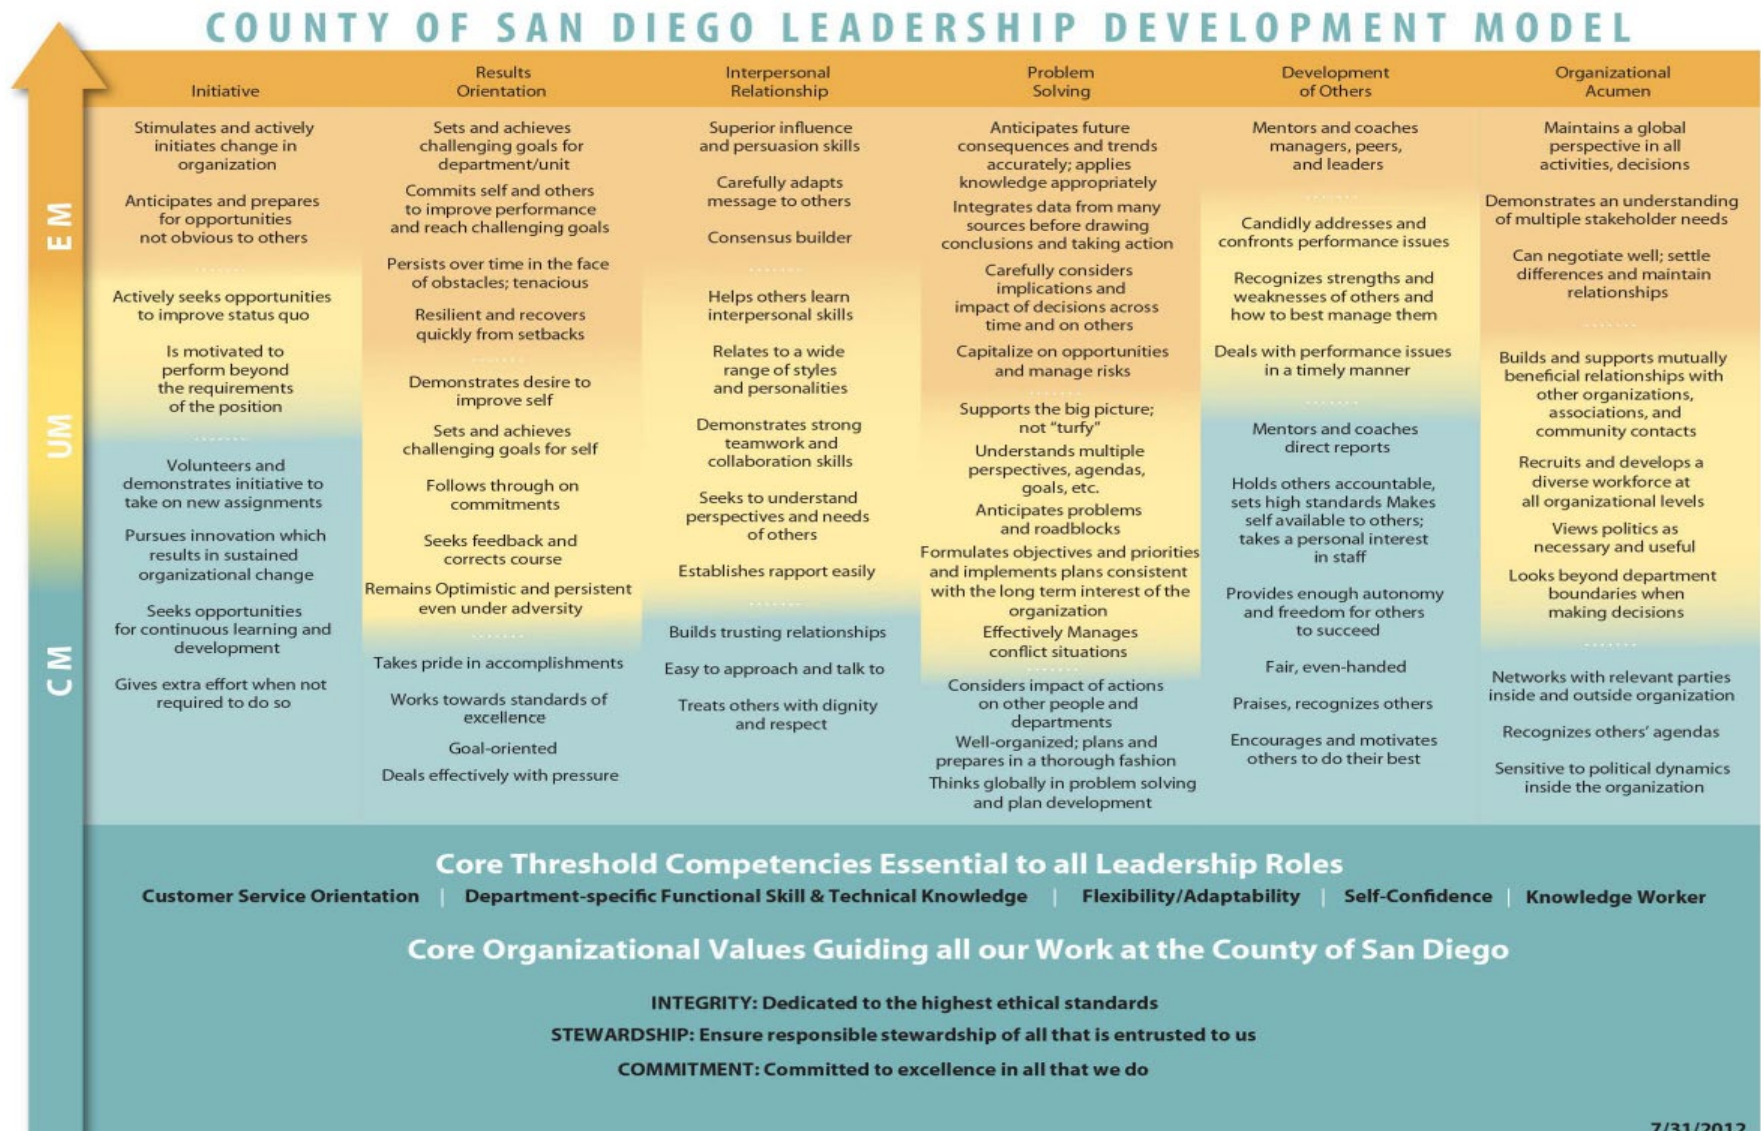 COUNTY OF SAN DIEGO LEADERSHIP DEVELOPMENT MODEL
EM
UM
CM
Initiative
Stimulates and actively
initiates change in
organization
Anticipates and prepares
for opportunities
not obvious to others
.......
Actively seeks opportunities
to improve status quo
Is motivated to
perform beyond
the requirements
of the position
.......
Volunteers and
demonstrates initiative to
take on new assignments
Pursues innovation which
results in sustained
organizational change
Seeks opportunities
for continuous learning and
development
Gives extra effort when not
required to do so
Results
Orientation
Sets and achieves
challenging goals for
department/unit
Commits self and others
to improve performance
and reach challenging goals
Persists over time in the face
of obstacles; tenacious
Resilient and recovers
quickly from setbacks
.......
Demonstrates desire to
improve self
Sets and achieves
challenging goals for self
Follows through on
commitments
Seeks feedback and
corrects course
Remains Optimistic and persistent
even under adversity
.......
Takes pride in accomplishments
Works towards standards of
excellence
Goal-oriented
Deals effectively with pressure
Interpersonal
Relationship
Superior influence
and persuasion skills
Carefully adapts
message to others
Consensus builder
.......
Helps others learn
interpersonal skills
Relates to a wide
range of styles
and personalities
Demonstrates strong
teamwork and
collaboration skills
Seeks to understand
perspectives and needs
of others
Establishes rapport easily
.......
Builds trusting relationships
Easy to approach and talk to
Treats others with dignity
and respect
Problem
Solving
Anticipates future
consequences and trends
accurately; applies
knowledge appropriately
Integrates data from many
sources before drawing
conclusions and taking action
Carefully considers
implications and
impact of decisions across
time and on others
Capitalize on opportunities
and manage risks
.......
Supports the big picture;
not “turfy”
Understands multiple
perspectives, agendas,
goals, etc.
Anticipates problems
and roadblocks
Formulates objectives and priorities
and implements plans consistent
with the long term interest of the
organization
Effectively Manages
conflict situations
.......
Considers impact of actions
on other people and
departments
Well-organized; plans and
prepares in a thorough fashion
Thinks globally in problem solving
and plan development
Development
of Others
Mentors and coaches
managers, peers,
and leaders
.......
Candidly addresses and
confronts performance issues
Recognizes strengths and
weaknesses of others and
how to best manage them
Deals with performance issues
in a timely manner
.......
Mentors and coaches
direct reports
Holds others accountable,
sets high standards Makes
self available to others;
takes a personal interest
in staff
Provides enough autonomy
and freedom for others
to succeed
Fair, even-handed
Praises, recognizes others
Encourages and motivates
others to do their best
Organizational
Acumen
Maintains a global
perspective in all
activities, decisions
Demonstrates an understanding
of multiple stakeholder needs
Can negotiate well; settle
differences and maintain
relationships
.......
Builds and supports mutually
beneficial relationships with
other organizations,
associations, and
community contacts
Recruits and develops a
diverse workforce at
all organizational levels
Views politics as
necessary and useful
Looks beyond department
boundaries when
making decisions
.......
Networks with relevant parties
inside and outside organization
Recognizes others’ agendas
Sensitive to political dynamics
inside the organization
Core Threshold Competencies Essential to all Leadership Roles
Customer Service Orientation | Department-specific Functional Skill & Technical Knowledge | Flexibility/Adaptability | Self-Confidence | Knowledge Worker
Core Organizational Values Guiding all our Work at the County of San Diego
INTEGRITY: Dedicated to the highest ethical standards
STEWARDSHIP: Ensure responsible stewardship of all that is entrusted to us
COMMITMENT: Committed to excellence in all that we do
7/31/2012